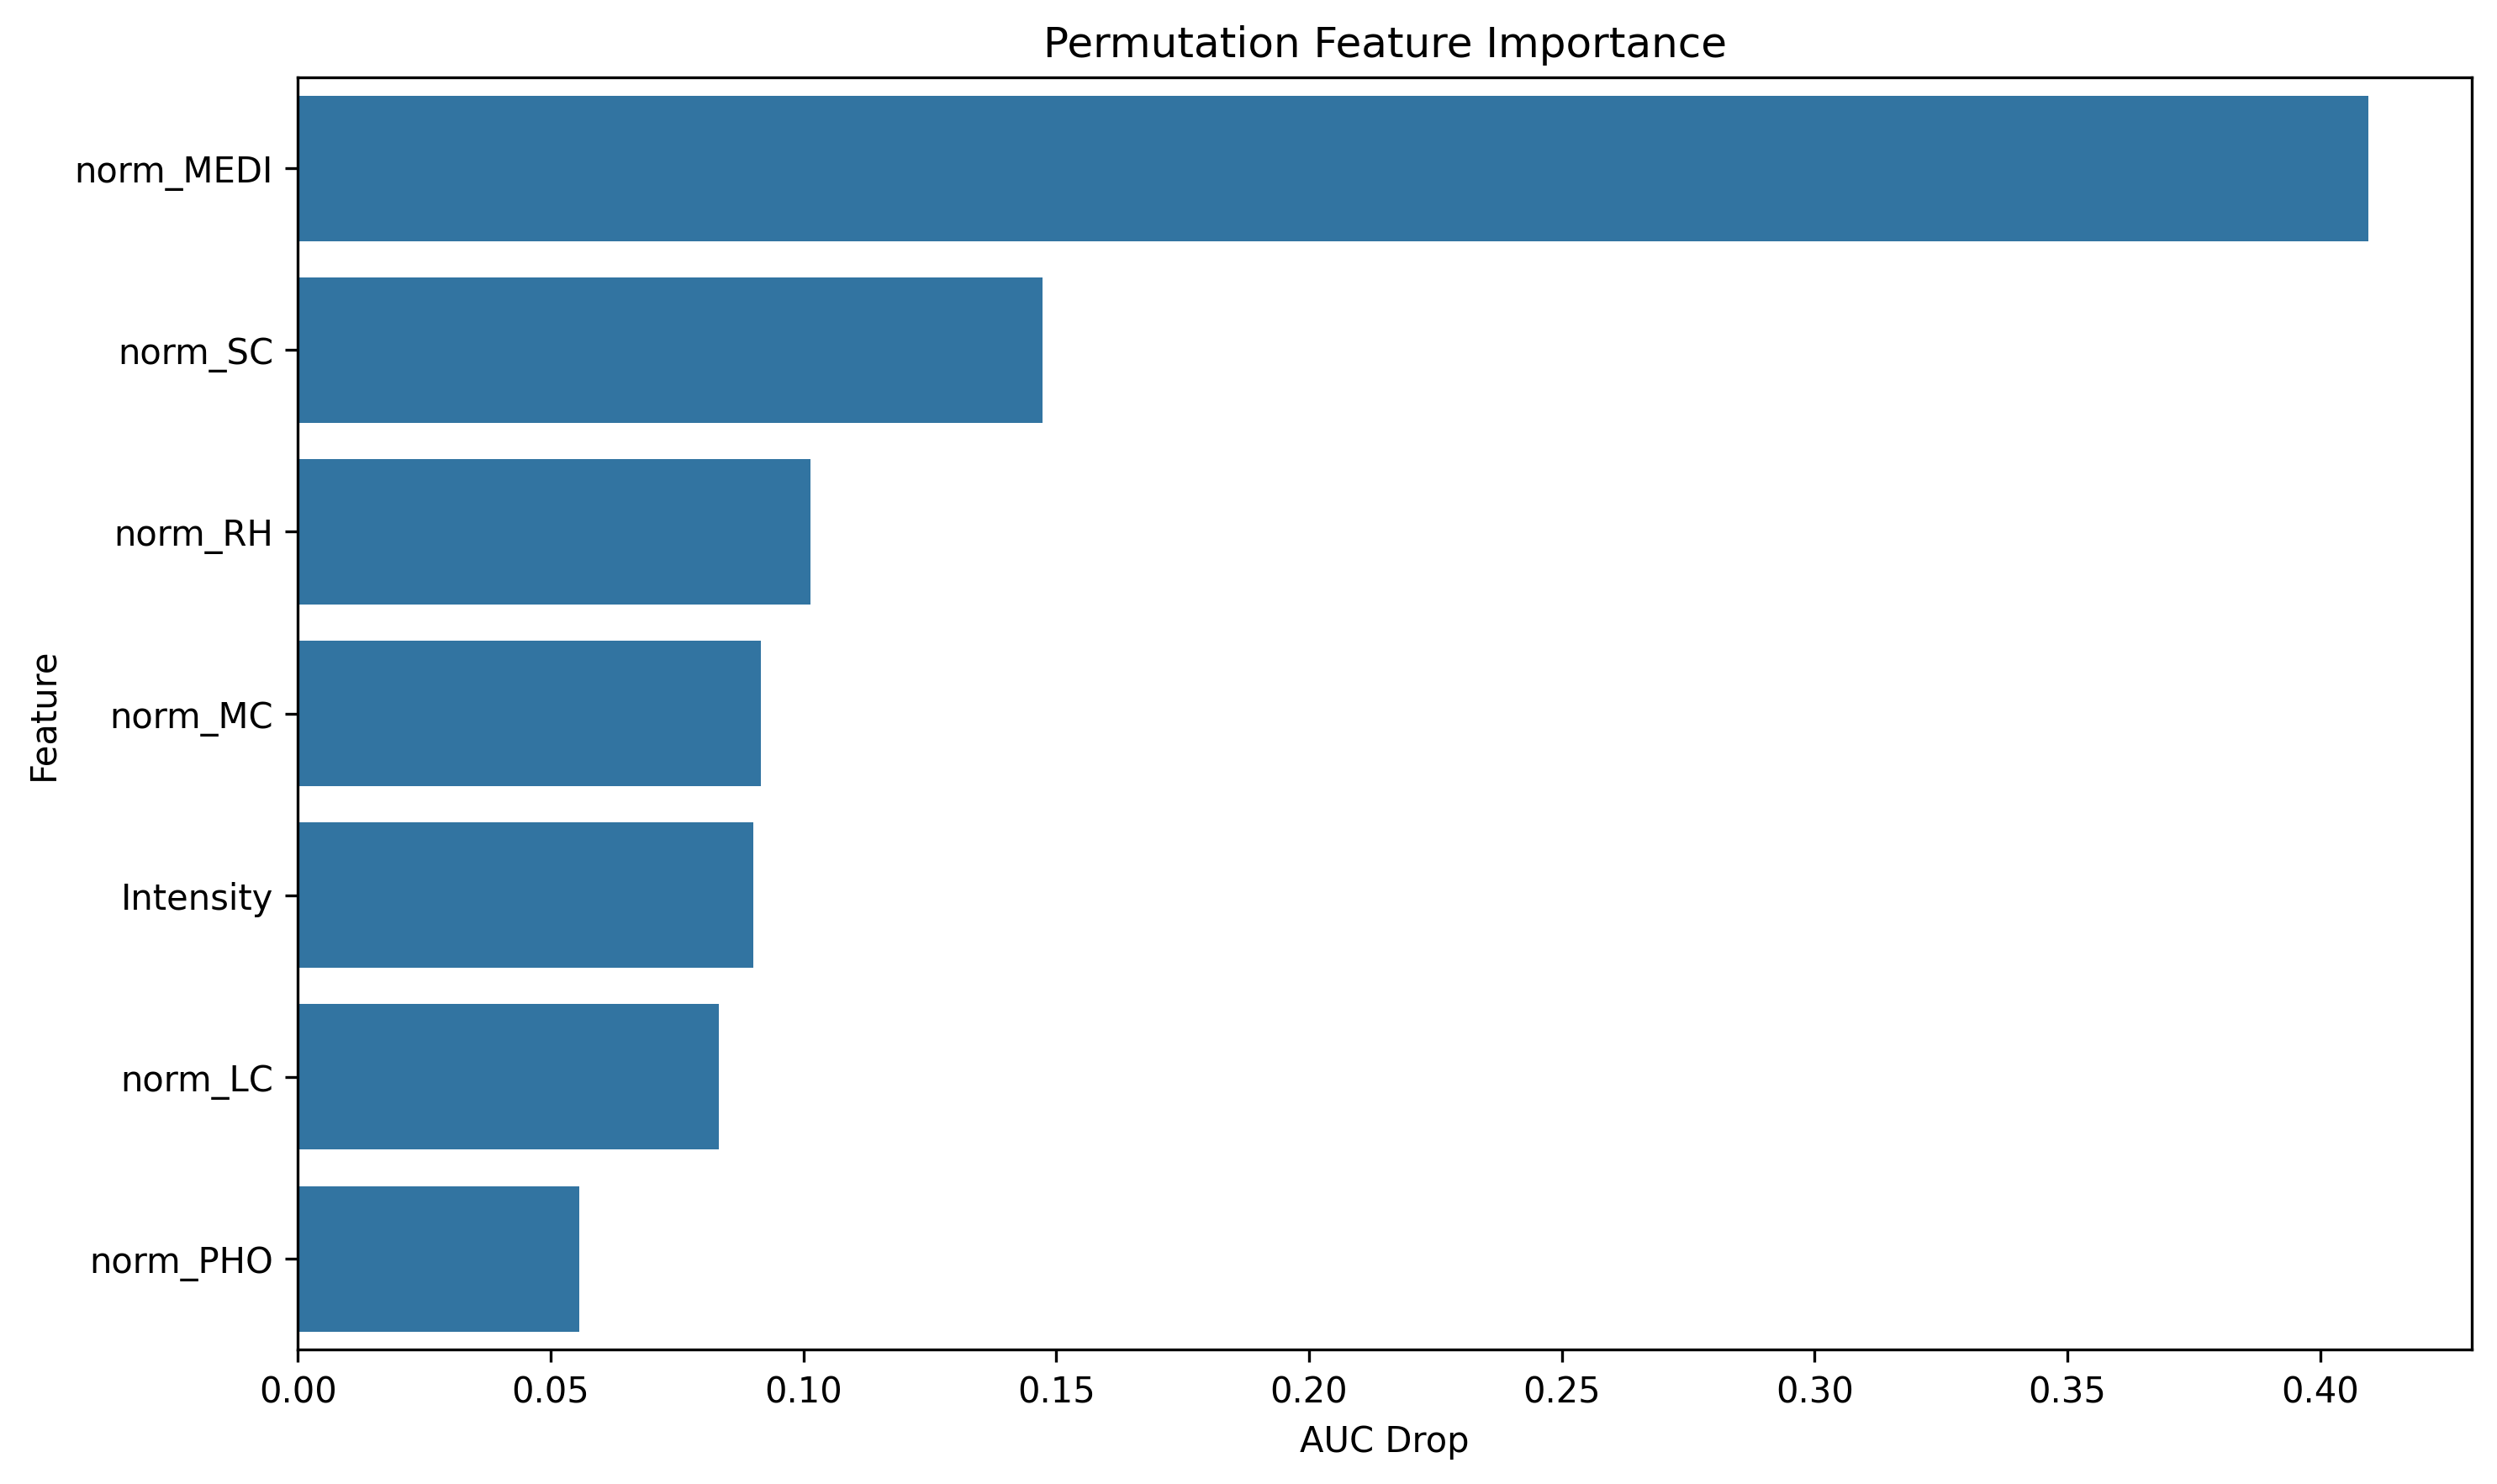 Permutation Feature Importance
norm_MEDI
norm_SC
norm_RH
norm_MC
Intensity
norm_LC
norm_PHO
Feature
0.00 0.05 0.10 0.15 0.20 0.25 0.30 0.35 0.40
AUC Drop